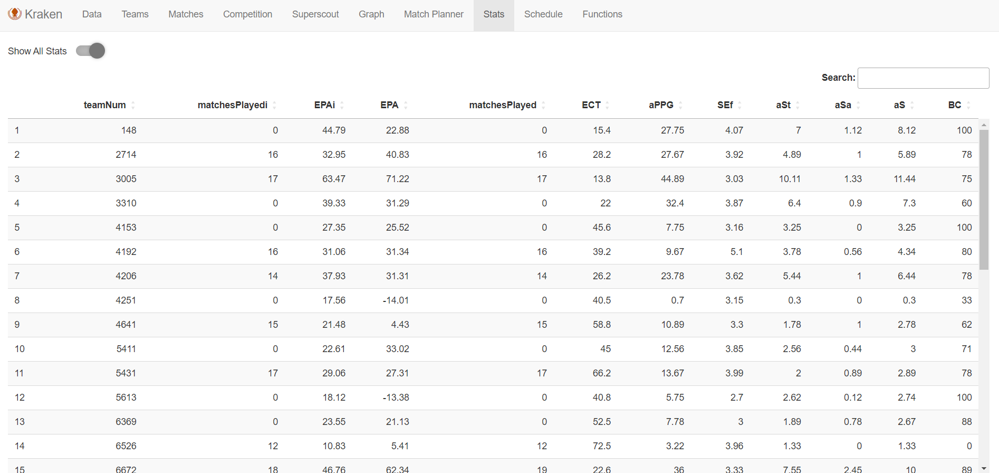 Kraken Data Teams Matches Competition Superscout Graph Match Planner Stats Schedule Functions
Show All Stats
Search:
teamNum matchesPlayedi EPAi EPA matchesPlayed ECT aPPG SEf aSt aSa aS BC
1 148 0 44.79 22.88 0 15.4 27.75 4.07 7 1.12 8.12 100
2 2714 16 32.95 40.83 16 28.2 27.67 3.92 4.89 1 5.89 78
3 3005 17 63.47 71.22 17 13.8 44.89 3.03 10.11 1.33 11.44 75
4 3310 0 39.33 31.29 0 22 32.4 3.87 6.4 0.9 7.3 60
5 4153 0 27.35 25.52 0 45.6 7.75 3.16 3.25 0 3.25 100
6 4192 16 31.06 31.34 16 39.2 9.67 5.1 3.78 0.56 4.34 80
7 4206 14 37.93 31.31 14 26.2 23.78 3.62 5.44 1 6.44 78
8 4251 0 17.56 -14.01 0 40.5 0.7 3.15 0.3 0 0.3 33
9 4641 15 21.48 4.43 15 58.8 10.89 3.3 1.78 1 2.78 62
10 5411 0 22.61 33.02 0 45 12.56 3.85 2.56 0.44 3 71
11 5431 17 29.06 27.31 17 66.2 13.67 3.99 2 0.89 2.89 78
12 5613 0 18.12 -13.38 0 40.8 5.75 2.7 2.62 0.12 2.74 100
13 6369 0 23.55 21.13 0 52.5 7.78 3 1.89 0.78 2.67 88
14 6526 12 10.83 5.41 12 72.5 3.22 3.96 1.33 0 1.33 0
15 6672 18 46.76 62.34 19 22.6 36 3.33 7.55 2.45 10 89